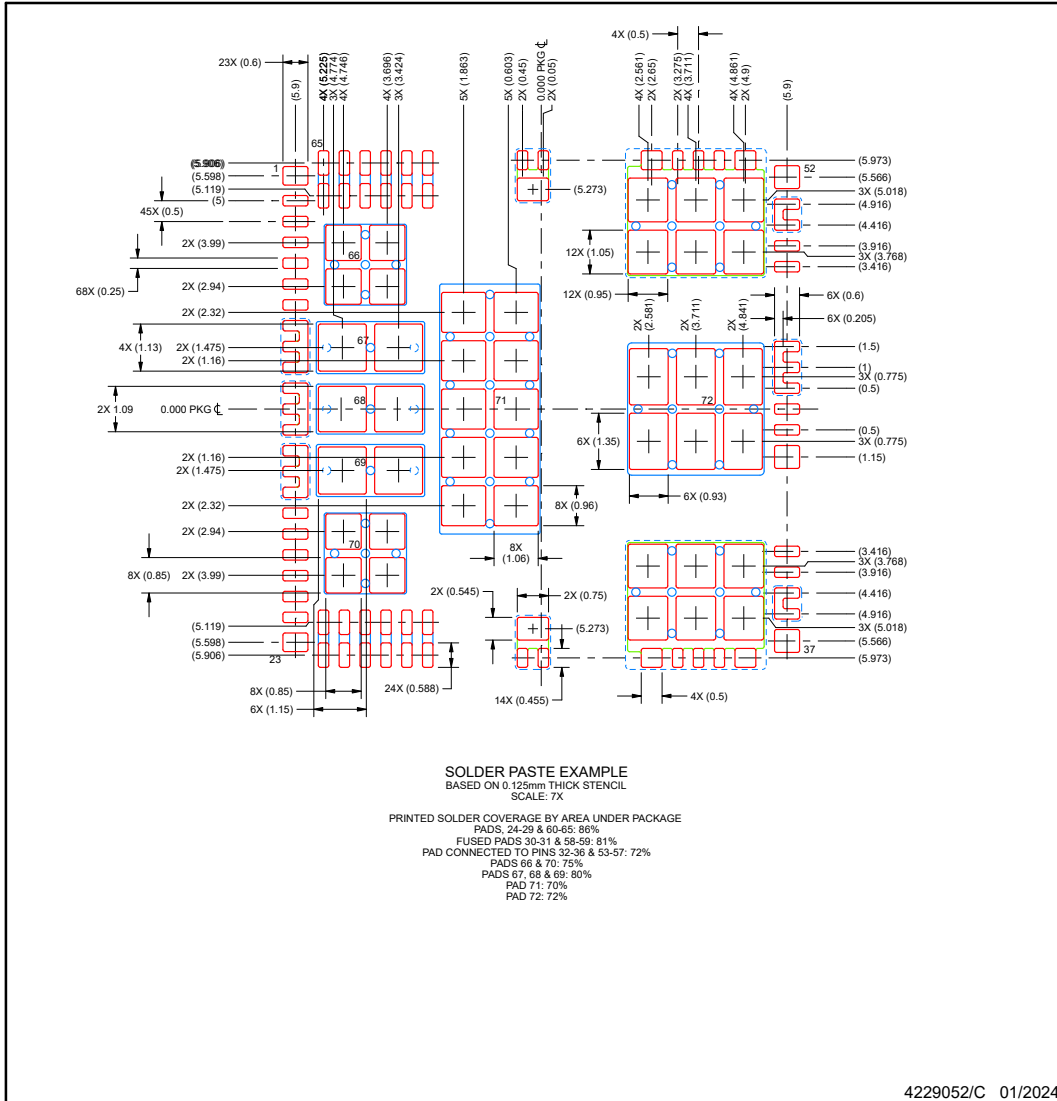 4X (0.5)
23X (0.6)
(5.9)
4X (5.225)
3X (4.774)
4X (4.746)
4X (3.696)
3X (3.424)
5X (1.863)
5X (0.603)
2X (0.45)
0.000 PKG ℄
2X (0.05)
4X (2.561)
2X (2.65)
2X (3.275)
4X (3.711)
4X (4.861)
2X (4.9)
(5.9)
65
1
52
(5.906)
(5.598)
(5.119)
(5)
45X (0.5)
2X (3.99)
68X (0.25)
2X (2.94)
2X (2.32)
4X (1.13)
2X (1.475)
2X (1.16)
2X 1.09
0.000 PKG ℄
2X (1.16)
2X (1.475)
2X (2.32)
2X (2.94)
8X (0.85)
2X (3.99)
(5.119)
(5.598)
(5.906)
23
66
67
68
69
70
71
72
(5.273)
12X (1.05)
12X (0.95)
2X (2.581)
2X (3.711)
2X (4.841)
6X (1.35)
6X (0.93)
8X (0.96)
8X (1.06)
2X (0.545)
2X (0.75)
(5.273)
8X (0.85)
24X (0.588)
6X (1.15)
14X (0.455)
4X (0.5)
(5.973)
(5.566)
3X (5.018)
(4.916)
(4.416)
(3.916)
3X (3.768)
(3.416)
6X (0.6)
6X (0.205)
(1.5)
(1)
3X (0.775)
(0.5)
(0.5)
3X (0.775)
(1.15)
(3.416)
3X (3.768)
(3.916)
(4.416)
(4.916)
3X (5.018)
(5.566)
37
(5.973)
SOLDER PASTE EXAMPLE
BASED ON 0.125mm THICK STENCIL
SCALE: 7X
PRINTED SOLDER COVERAGE BY AREA UNDER PACKAGE
PADS, 24-29 & 60-65: 86%
FUSED PADS 30-31 & 58-59: 81%
PAD CONNECTED TO PINS 32-36 & 53-57: 72%
PADS 66 & 70: 75%
PADS 67, 68 & 69: 80%
PAD 71: 70%
PAD 72: 72%
4229052/C 01/2024